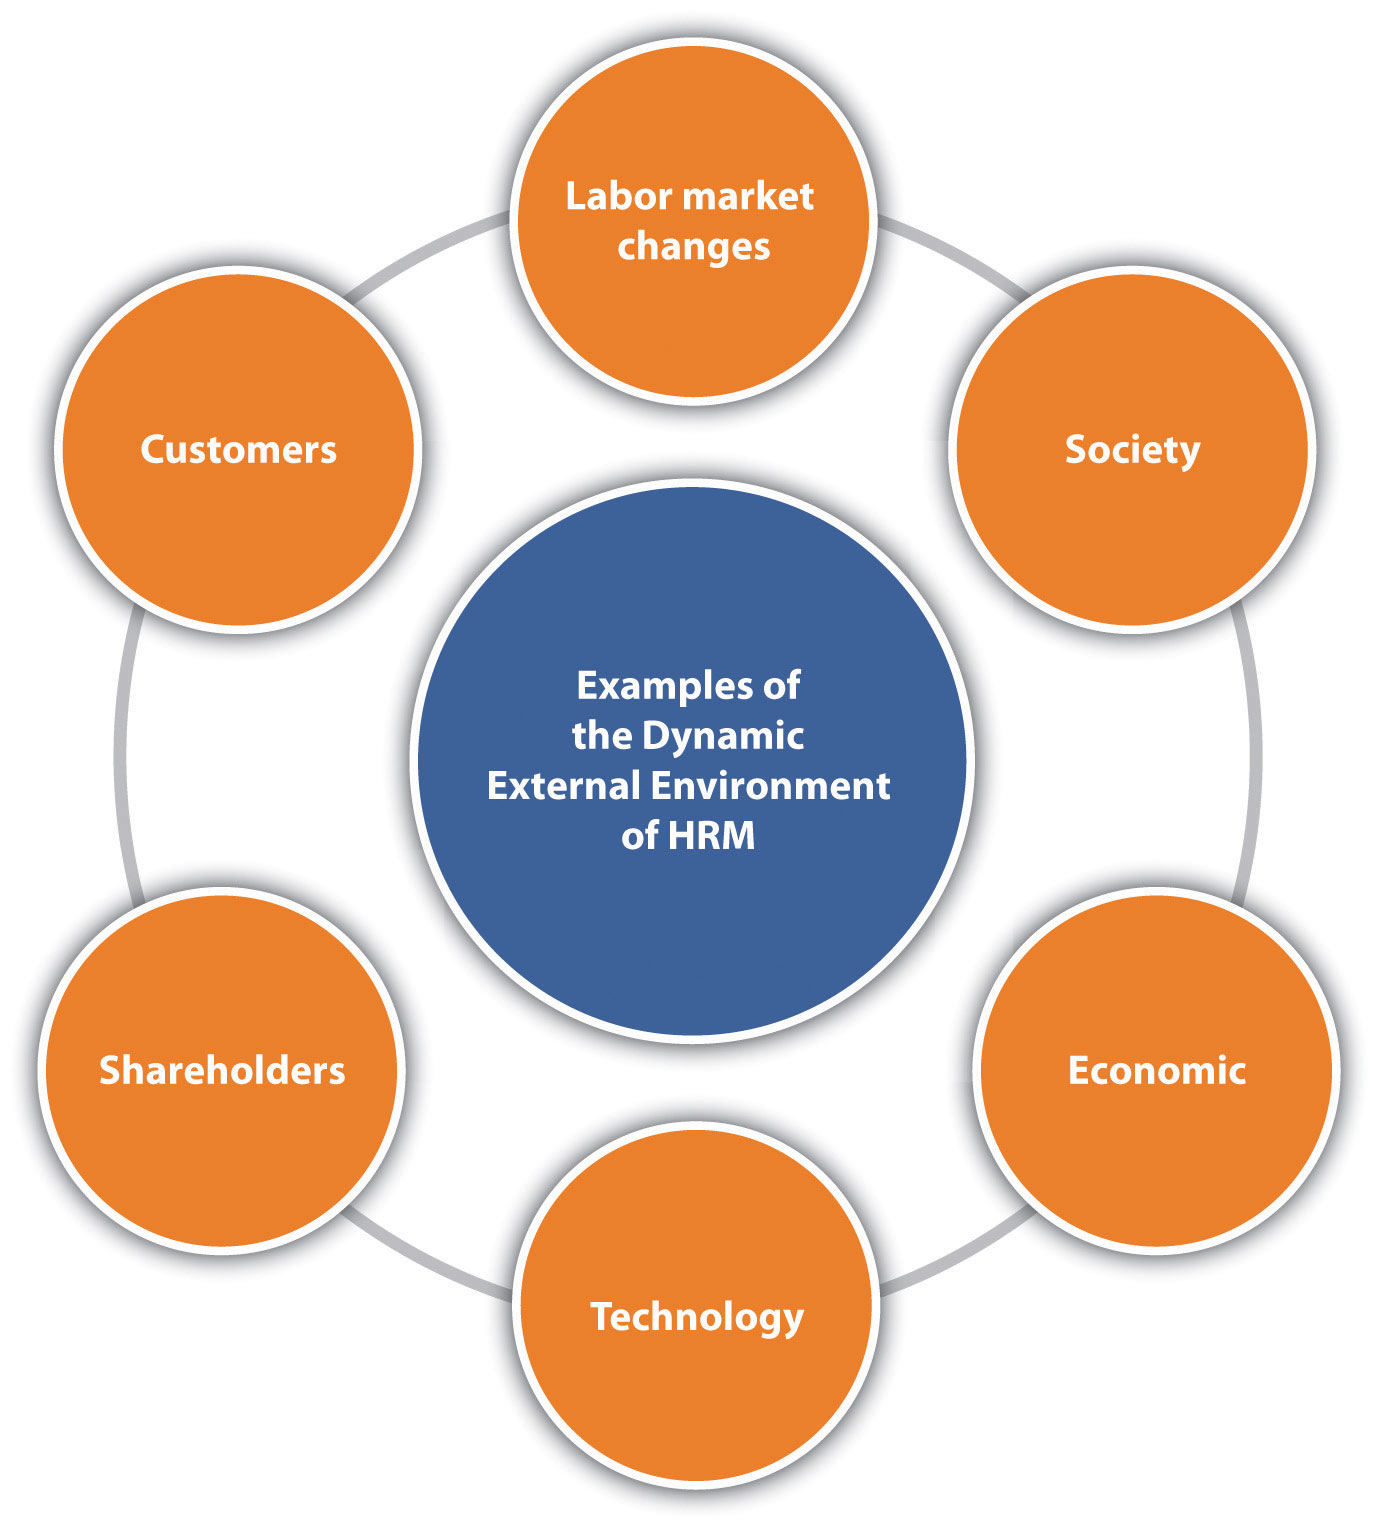 Labor market
changes
Customers
Society
Examples of
the Dynamic
External Environment
of HRM
Shareholders
Economic
Technology